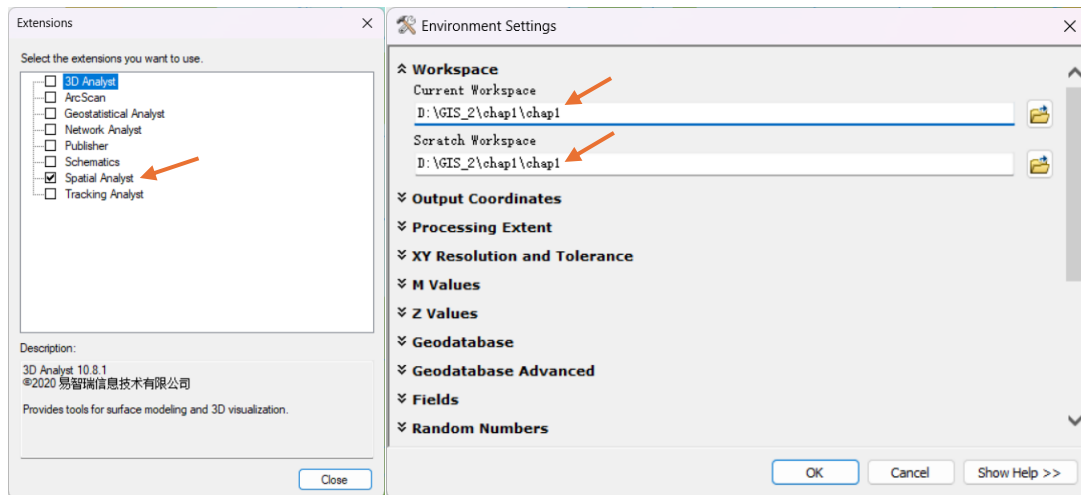 Extensions
Select the extensions you want to use.
3D Analyst
ArcScan
Geostatistical Analyst
Network Analyst
Publisher
Schematics
Spatial Analyst
Tracking Analyst
Description:
3D Analyst 10.8.1
©2020 易智瑞信息技术有限公司
Provides tools for surface modeling and 3D visualization.
Close
Environment Settings
Workspace
Current Workspace
D:\GIS_2\chap1\chap1
Scratch Workspace
D:\GIS_2\chap1\chap1
Output Coordinates
Processing Extent
XY Resolution and Tolerance
M Values
Z Values
Geodatabase
Geodatabase Advanced
Fields
Random Numbers
OK Cancel Show Help >>